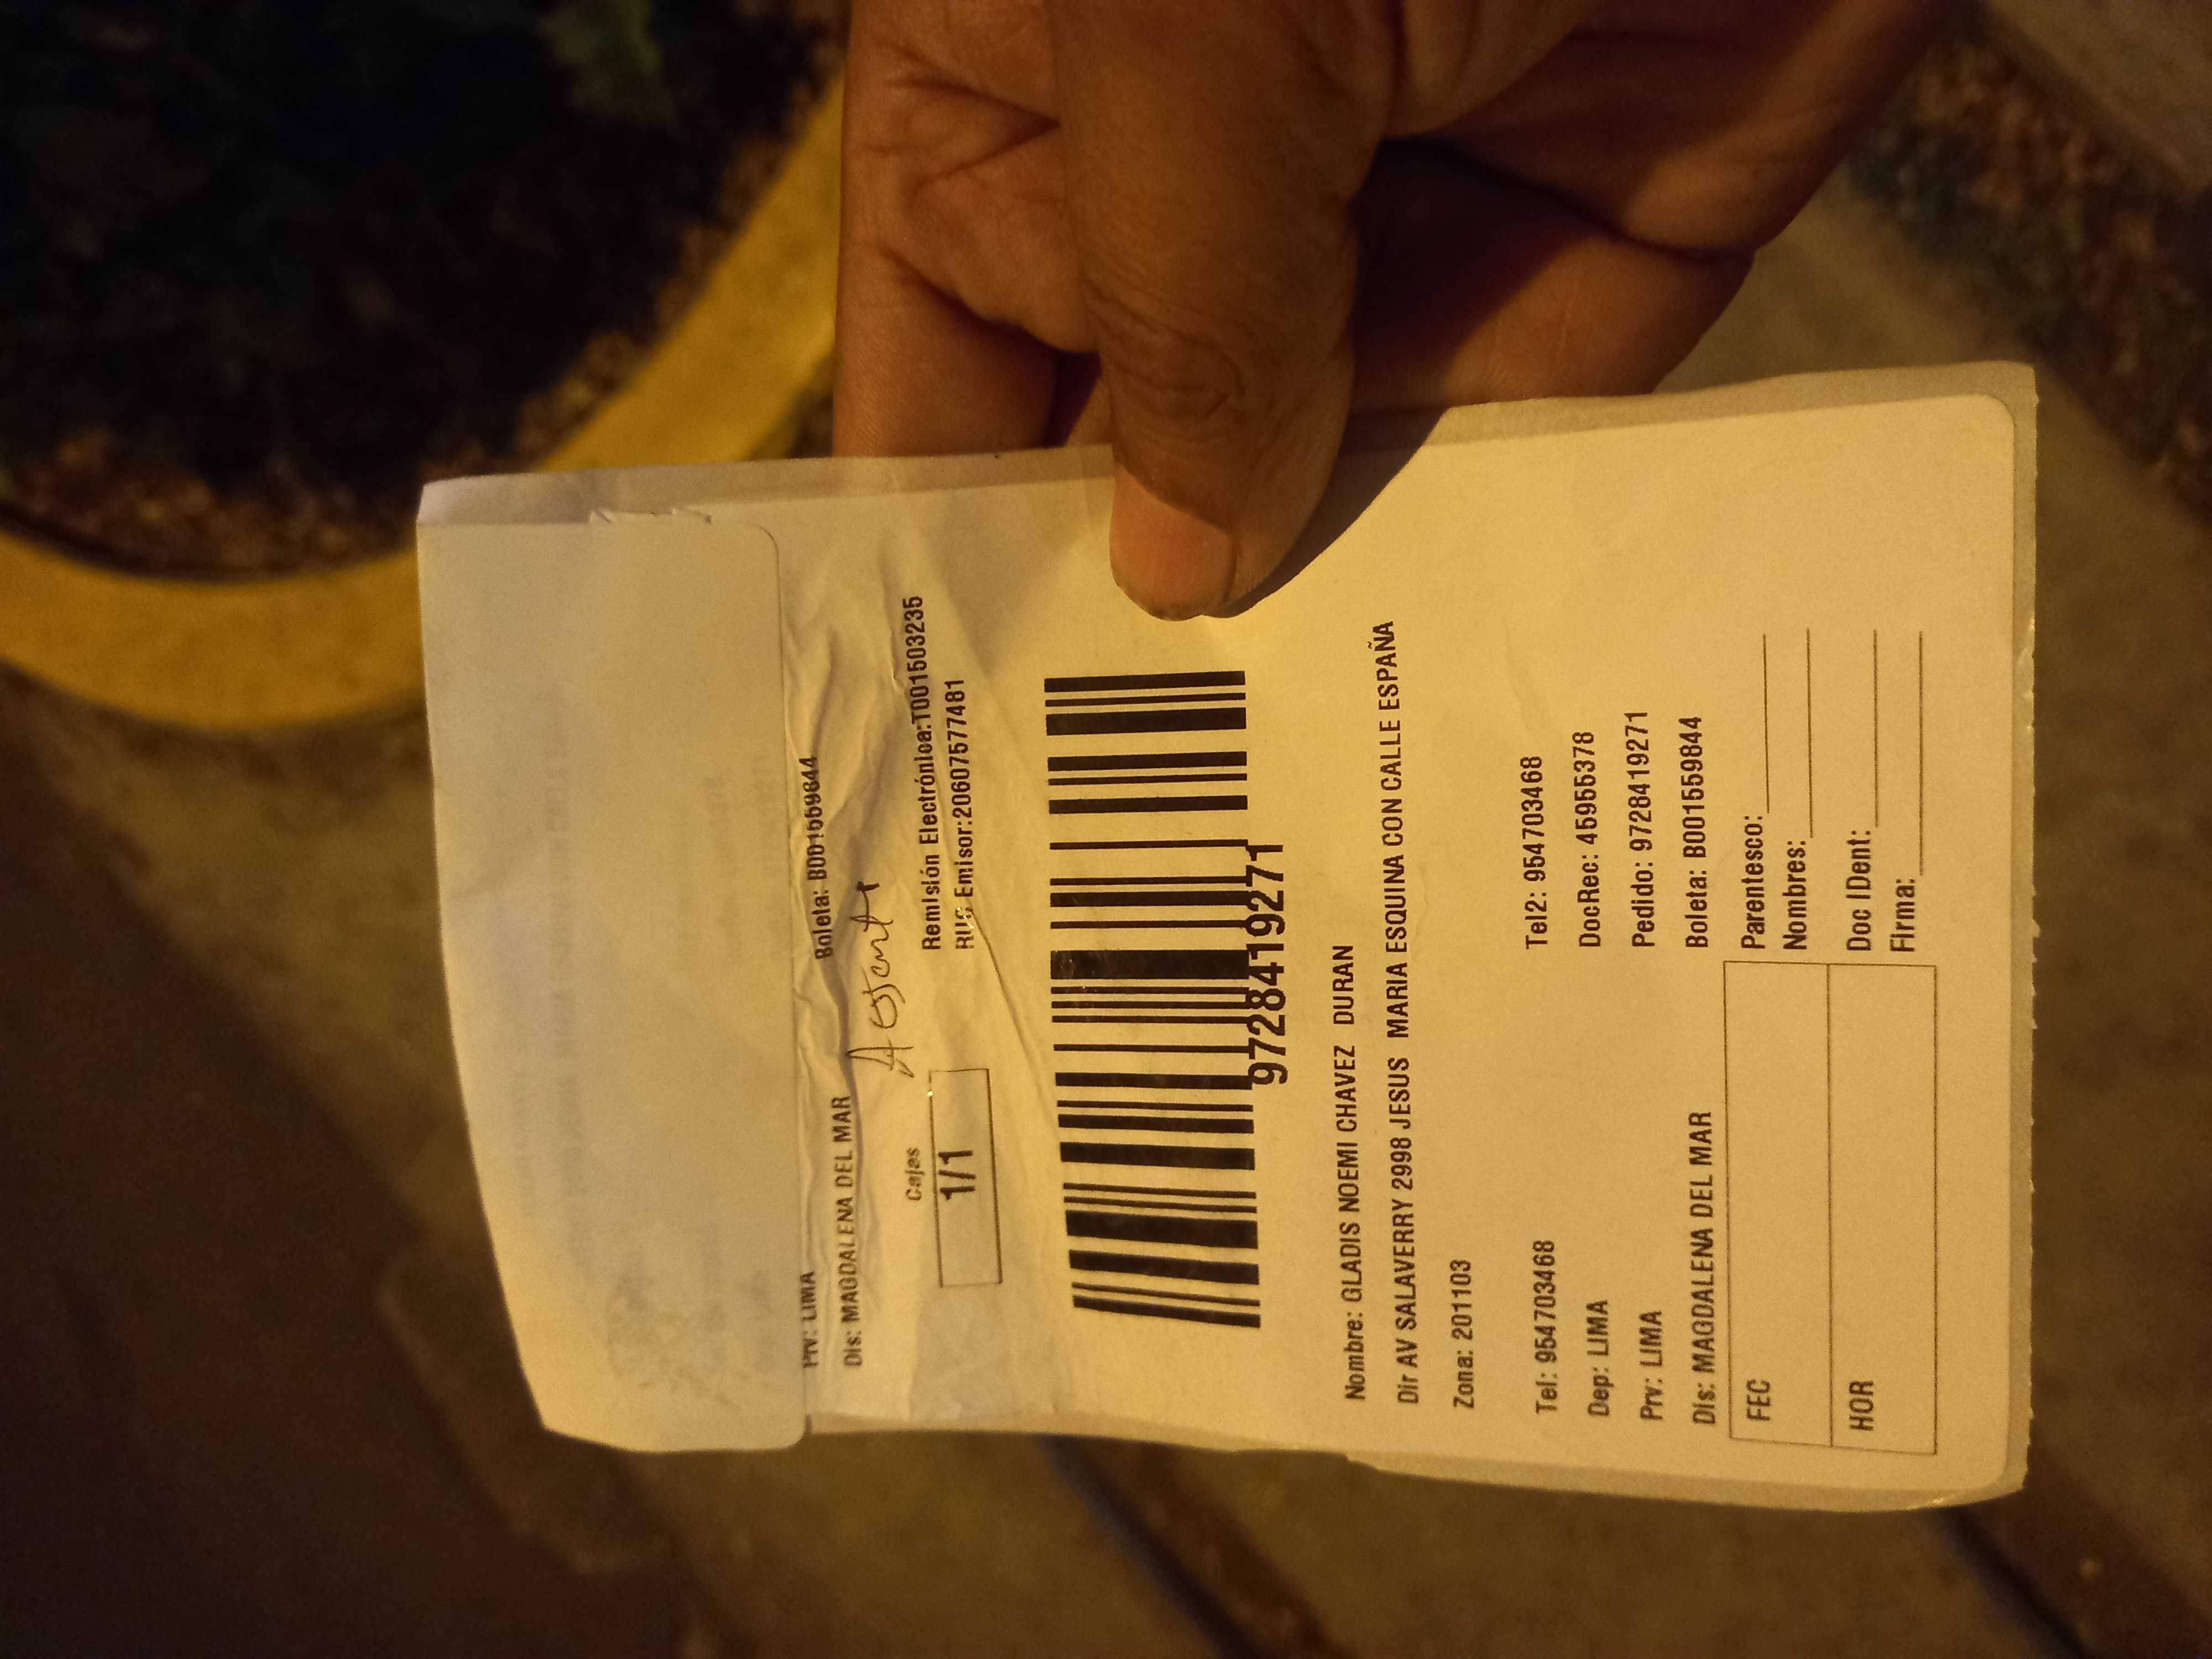 Prv: LIMA Boleta: B001559844
Dis: MAGDALENA DEL MAR
Cajas Remisión Electrónica:T001503235
1/1 RUC Emisor:20607577481
9728419271
Nombre: GLADIS NOEMI CHAVEZ DURAN
Dir AV SALAVERRY 2998 JESUS MARIA ESQUINA CON CALLE ESPAÑA
Zona: 201103
Tel: 954703468 Tel2: 954703468
Dep: LIMA DocRec: 45955378
Prv: LIMA Pedido: 9728419271
Dis: MAGDALENA DEL MAR Boleta: B001559844
FEC Parentesco:
Nombres:
HOR Doc IDent:
Firma: